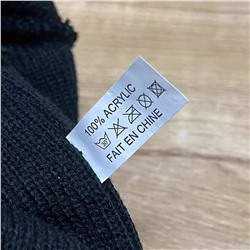 100% ACRYLIC
FAIT EN CHINE